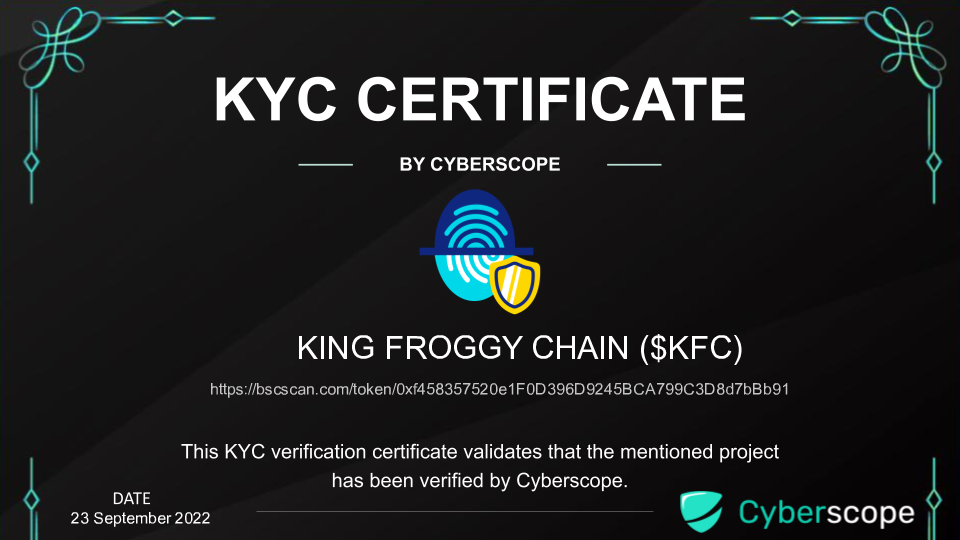 KYC CERTIFICATE
BY CYBERSCOPE
KING FROGGY CHAIN ($KFC)
https://bscscan.com/token/0xf458357520e1F0D396D9245BCA799C3D8d7bBb91
This KYC verification certificate validates that the mentioned project
has been verified by Cyberscope.
DATE
23 September 2022
Cyberscope